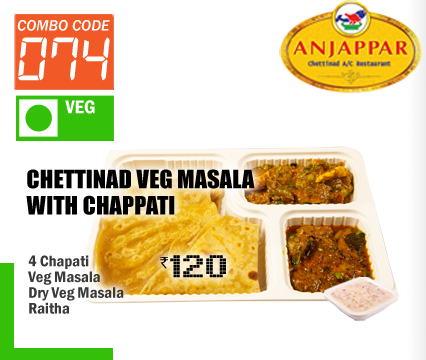 COMBO CODE
074
VEG
ANJAPPAR
Chettinad A/C Restaurant
CHETTINAD VEG MASALA
WITH CHAPPATI
4 Chapati
Veg Masala
Dry Veg Masala
Raitha
₹120